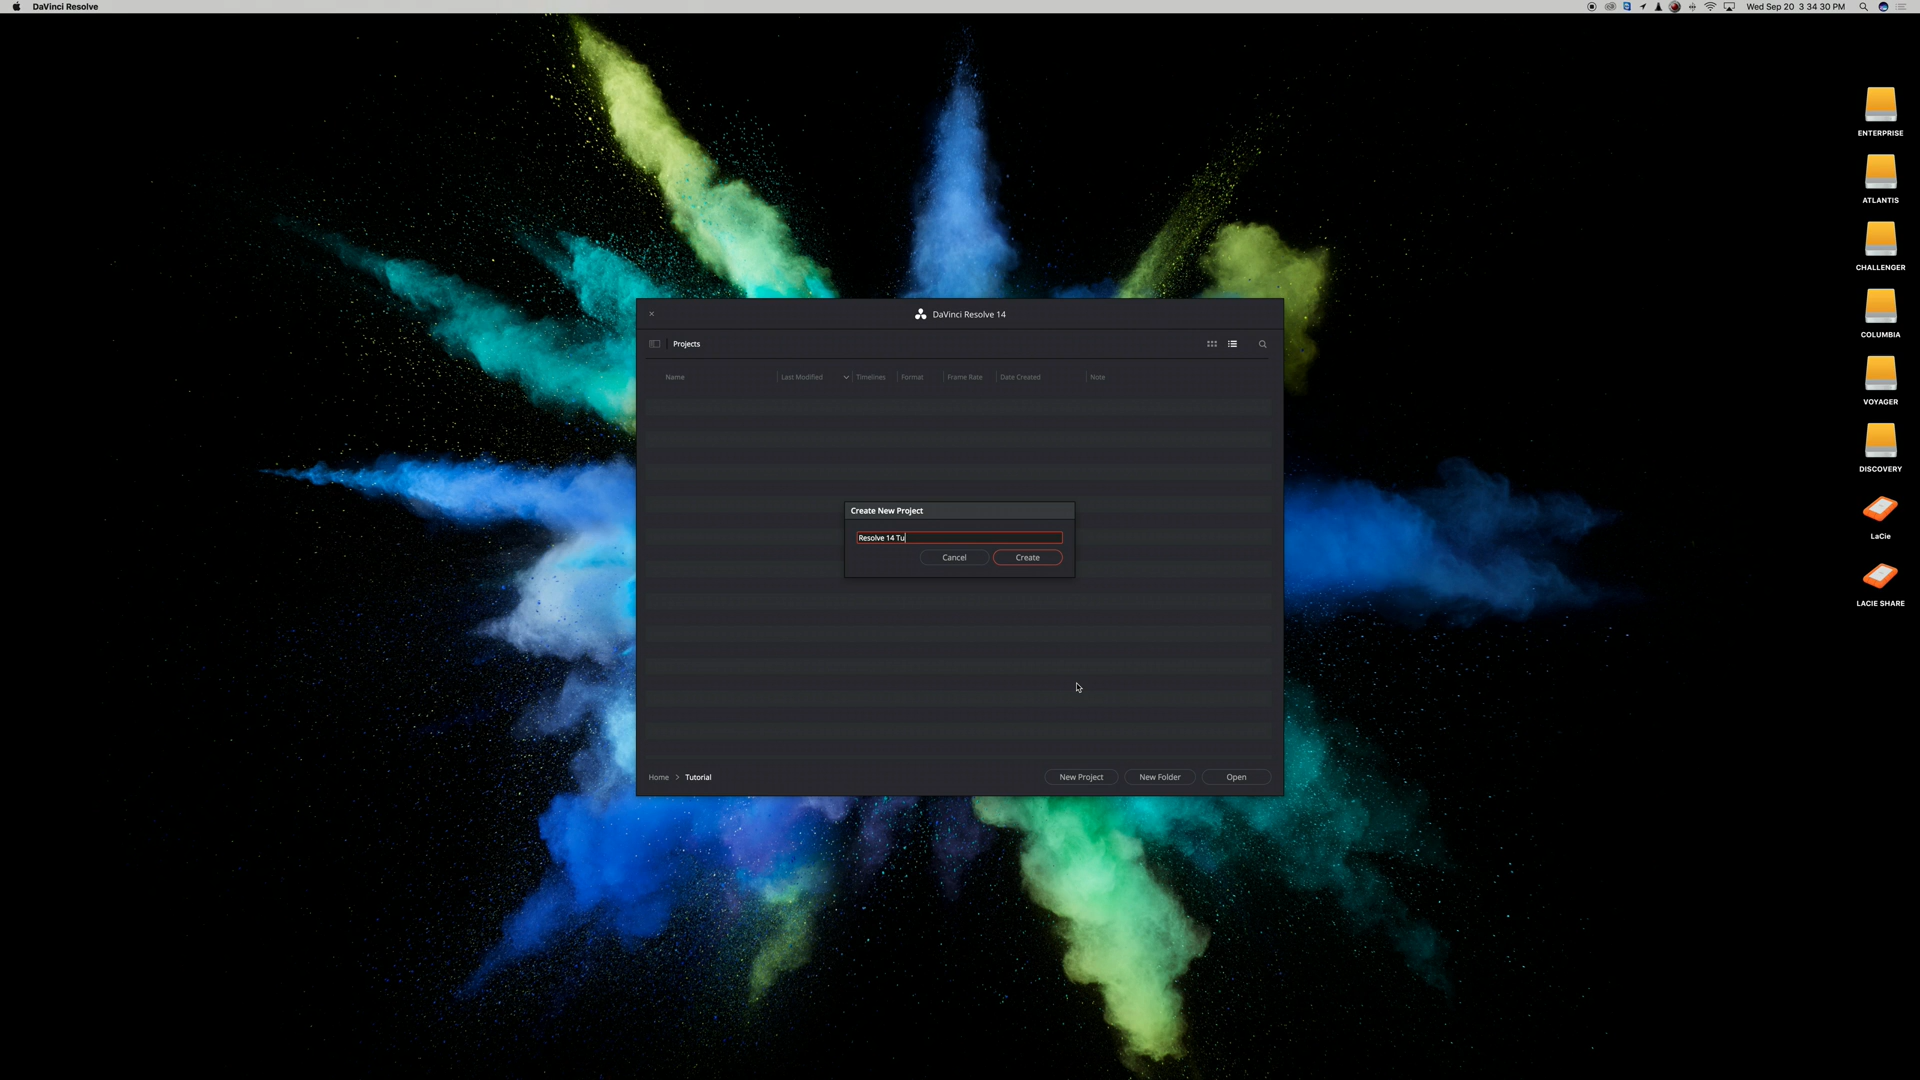 DaVinci Resolve
Wed Sep 20 3 34 30 PM
ENTERPRISE
ATLANTIS
CHALLENGER
COLUMBIA
VOYAGER
DISCOVERY
LaCie
LACIE SHARE
DaVinci Resolve 14
Projects
Name Last Modified Timelines Format Frame Rate Date Created Note
Create New Project
Resolve 14 Tu
Cancel Create
Home > Tutorial New Project New Folder Open